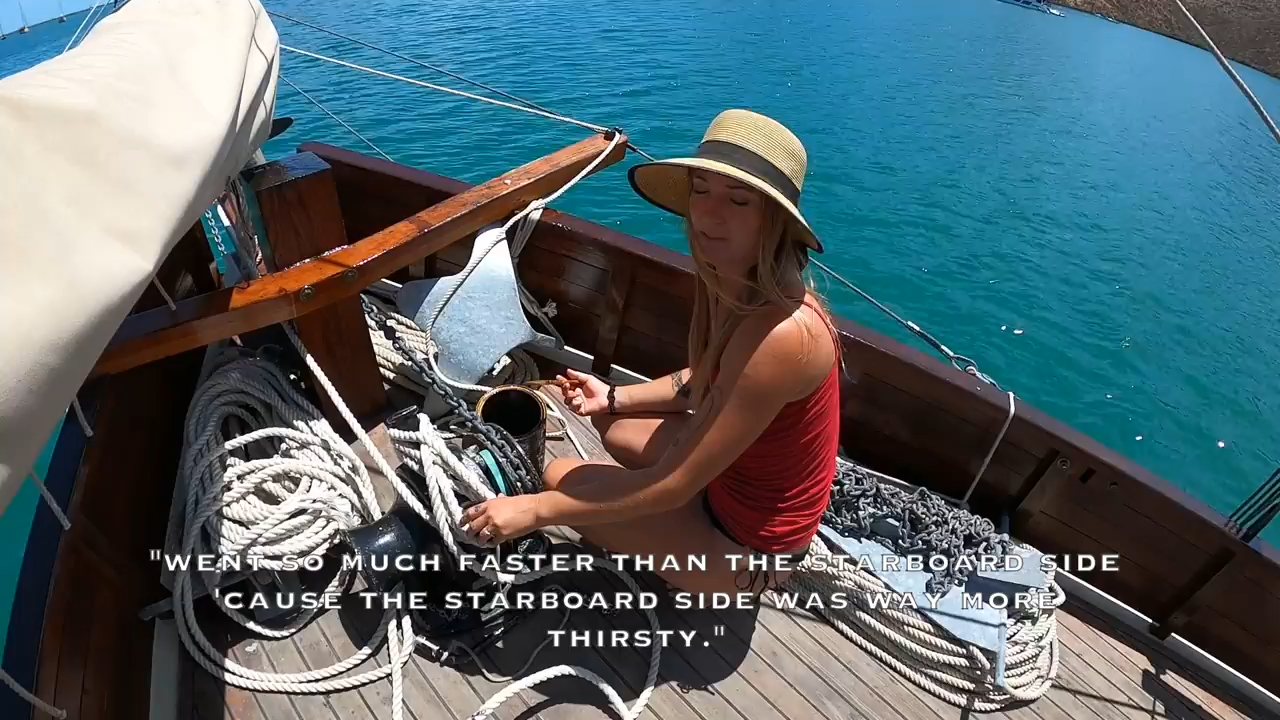 "WENT SO MUCH FASTER THAN THE STARBOARD SIDE
'CAUSE THE STARBOARD SIDE WAS WAY MORE
THIRSTY."